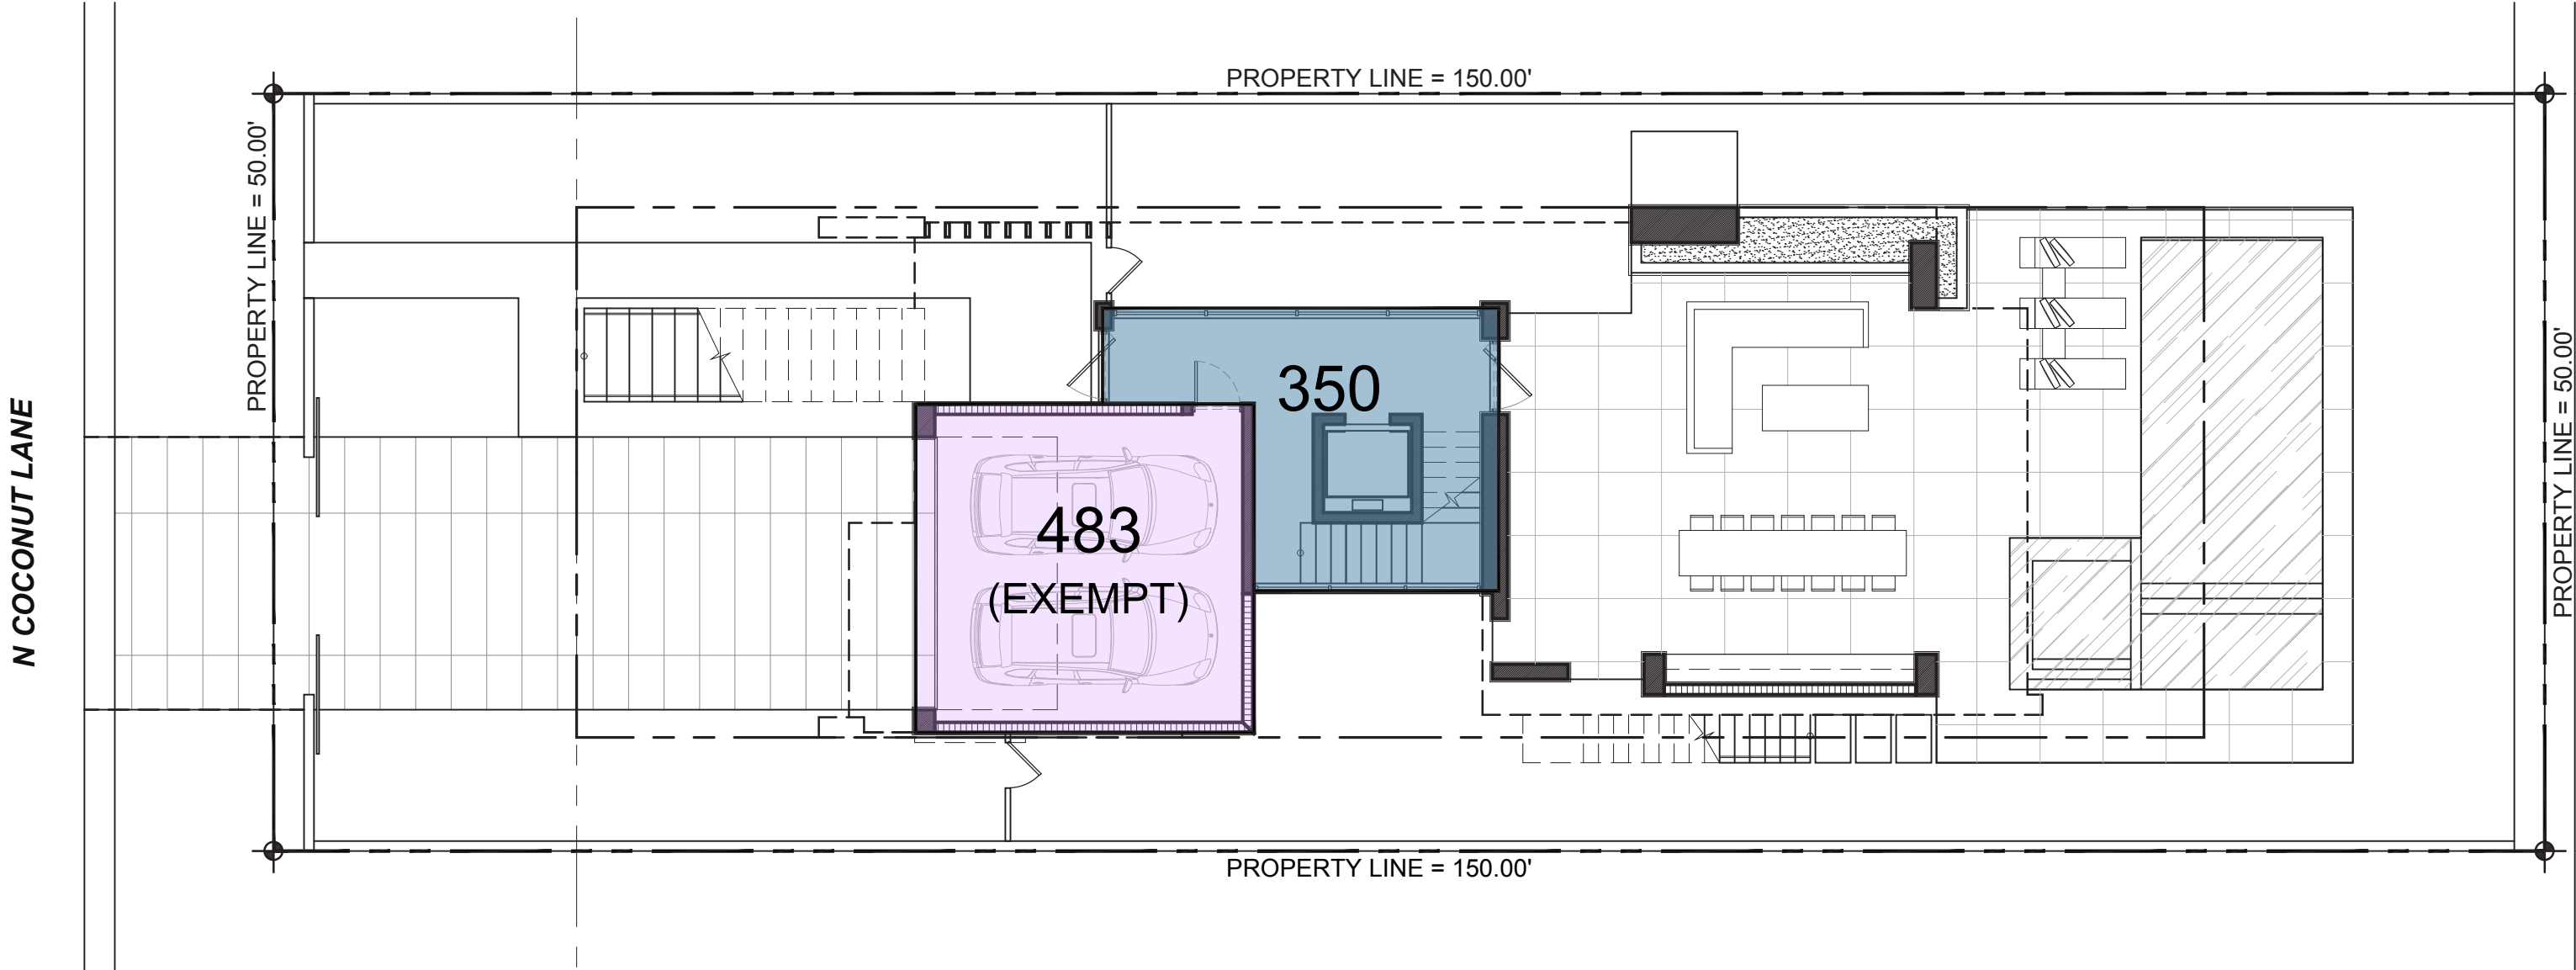 PROPERTY LINE = 150.00'
PROPERTY LINE = 50.00'
N COCONUT LANE
350
483
(EXEMPT)
PROPERTY LINE = 50.00'
PROPERTY LINE = 150.00'